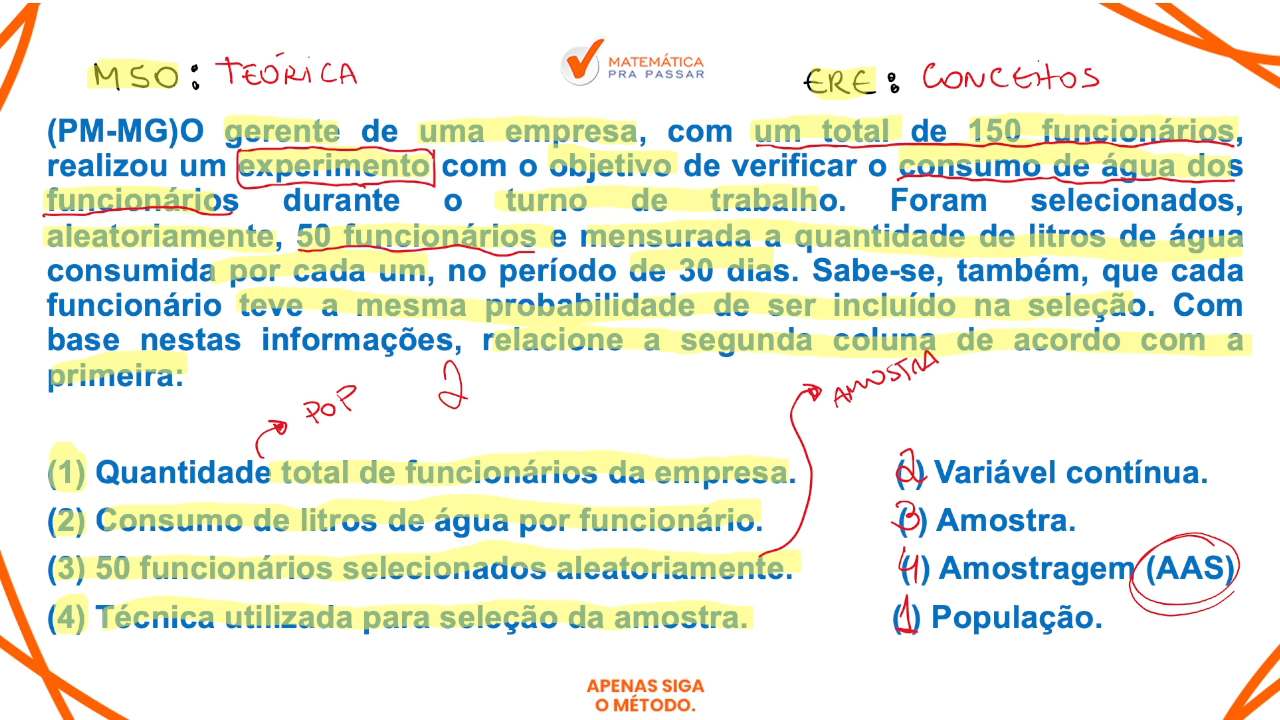 MSO: TEÓRICA
MATEMÁTICA
PRA PASSAR
ERE: CONCEITOS
(PM-MG)O gerente de uma empresa, com um total de 150 funcionários,
realizou um experimento com o objetivo de verificar o consumo de água dos
funcionários durante o turno de trabalho. Foram selecionados,
aleatoriamente, 50 funcionários e mensurada a quantidade de litros de água
consumida por cada um, no período de 30 dias. Sabe-se, também, que cada
funcionário teve a mesma probabilidade de ser incluído na seleção. Com
base nestas informações, relacione a segunda coluna de acordo com a
primeira:
POP
2
AMOSTRA
(1) Quantidade total de funcionários da empresa.
(2) Variável contínua.
(2) Consumo de litros de água por funcionário.
(3) Amostra.
(3) 50 funcionários selecionados aleatoriamente.
(4) Amostragem (AAS)
(4) Técnica utilizada para seleção da amostra.
(1) População.
APENAS SIGA
O MÉTODO.